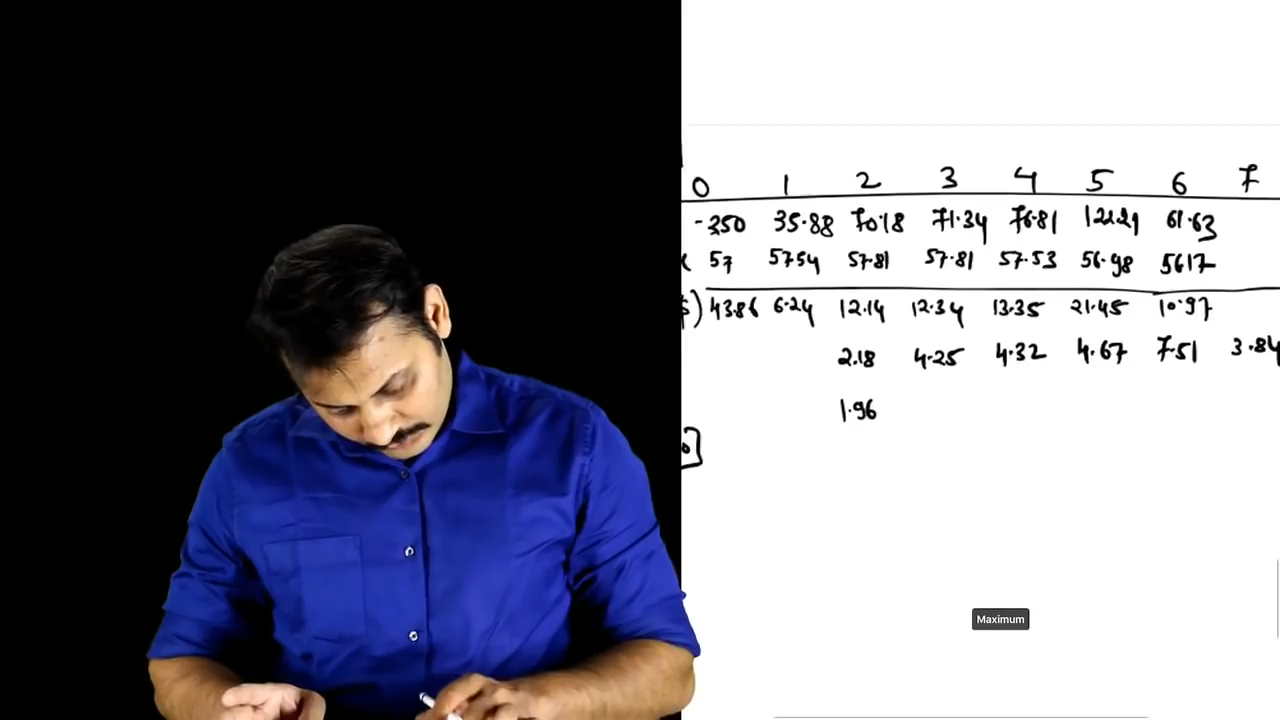 0 1 2 3 4 5 6 7
-350 35.88 70.18 71.34 76.81 122.29 61.63
57 57.54 57.81 57.81 57.53 56.98 56.17
$) 43.86 6.24 12.14 12.34 13.35 21.45 10.97
2.18 4.25 4.32 4.67 7.51 3.84
1.96
Maximum